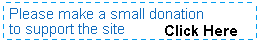 Please make a small donation
to support the site Click Here